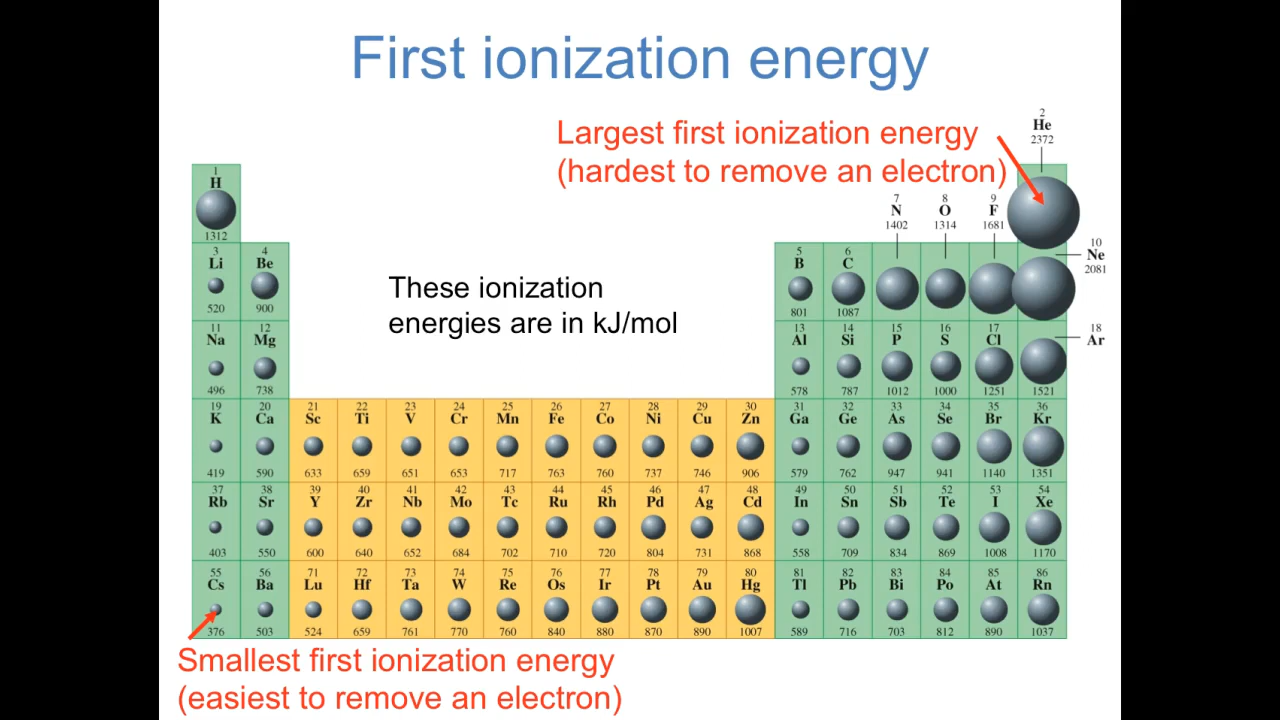 First ionization energy
Largest first ionization energy
(hardest to remove an electron)
These ionization
energies are in kJ/mol
2
He
2372
1
H
1312
7 8 9
N O F
1402 1314 1681
10
Ne
2081
3 4 5 6
Li Be B C
520 900 801 1087
18
Ar
11 12 13 14 15 16 17
Na Mg Al Si P S Cl
496 738 578 787 1012 1000 1251 1521
19 20 21 22 23 24 25 26 27 28 29 30 31 32 33 34 35 36
K Ca Sc Ti V Cr Mn Fe Co Ni Cu Zn Ga Ge As Se Br Kr
419 590 633 659 651 653 717 763 760 737 746 906 579 762 947 941 1140 1351
37 38 39 40 41 42 43 44 45 46 47 48 49 50 51 52 53 54
Rb Sr Y Zr Nb Mo Tc Ru Rh Pd Ag Cd In Sn Sb Te I Xe
403 550 600 640 652 684 702 710 720 804 731 868 558 709 834 869 1008 1170
55 56 71 72 73 74 75 76 77 78 79 80 81 82 83 84 85 86
Cs Ba Lu Hf Ta W Re Os Ir Pt Au Hg Tl Pb Bi Po At Rn
376 503 524 659 761 770 760 840 880 870 890 1007 589 716 703 812 890 1037
Smallest first ionization energy
(easiest to remove an electron)